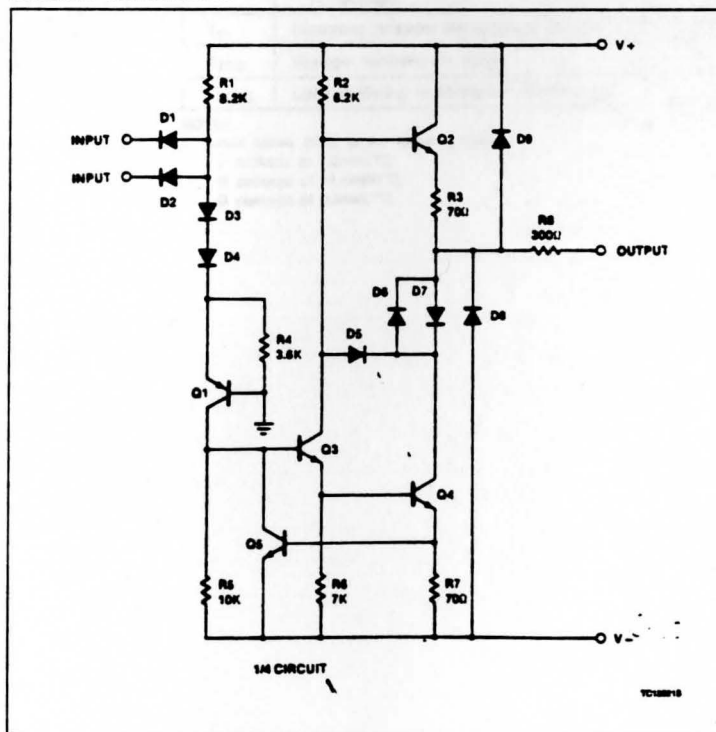 V+
R1
8.2K
R2
6.2K
D1
INPUT
Q2
D9
INPUT
D2
R3
70Ω
D3
R8
300Ω
OUTPUT
D4
D6
D7
D8
R4
3.6K
D5
Q1
Q3
Q4
Q5
R5
10K
R6
7K
R7
70Ω
V–
1/4 CIRCUIT